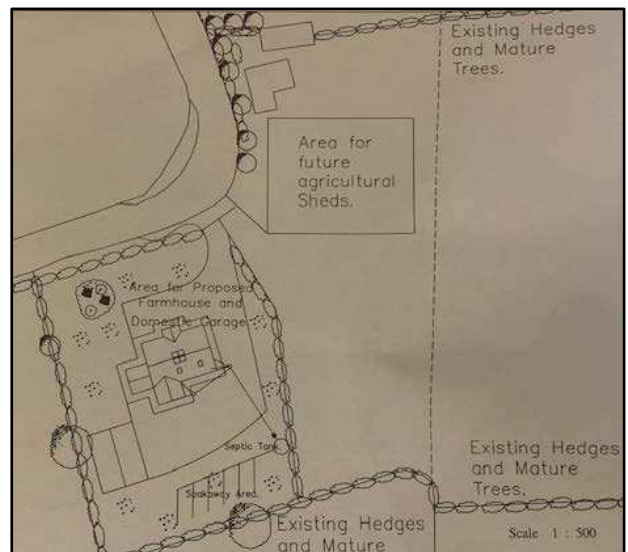 Existing Hedges
and Mature
Trees.
Area for
future
agricultural
Sheds.
Area for Proposed
Farmhouse and
Domestic Garage
Septic Tank
Soakaway Area.
Existing Hedges
and Mature
Trees.
Existing Hedges
and Mature
Scale 1 : 500